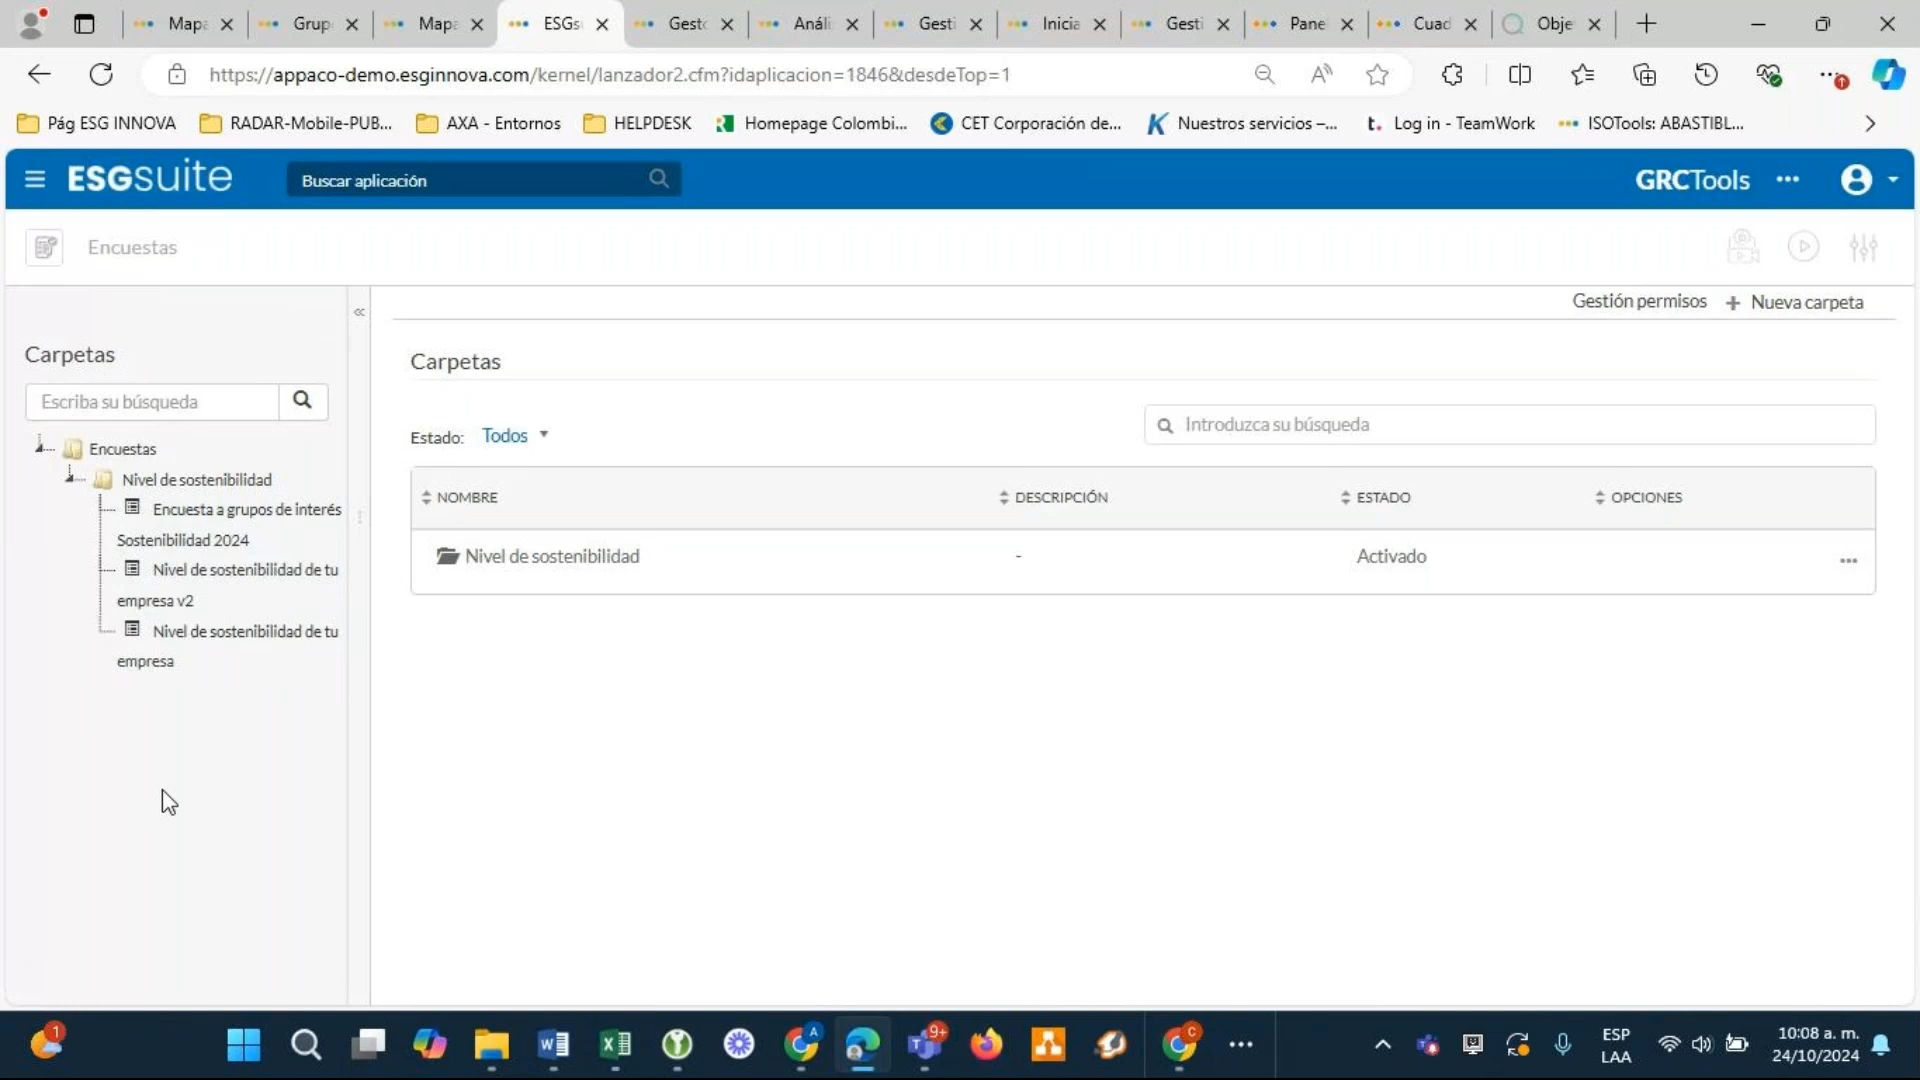 Mapa Grup Mapa ESGs Gesto Análi Gesti Inicia Gesti Pane Cuad Obje
https://appaco-demo.esginnova.com/kernel/lanzador2.cfm?idaplicacion=1846&desdeTop=1
Pág ESG INNOVA RADAR-Mobile-PUB... AXA - Entornos HELPDESK Homepage Colombi... CET Corporación de... K Nuestros servicios –... t. Log in - TeamWork ISOTools: ABASTIBL...
ESGsuite Buscar aplicación GRCTools
Encuestas
Gestión permisos + Nueva carpeta
Carpetas
Escriba su búsqueda
Encuestas
Nivel de sostenibilidad
Encuesta a grupos de interés
Sostenibilidad 2024
Nivel de sostenibilidad de tu
empresa v2
Nivel de sostenibilidad de tu
empresa
Carpetas
Estado: Todos
Introduzca su búsqueda
NOMBRE DESCRIPCIÓN ESTADO OPCIONES
Nivel de sostenibilidad - Activado ...
1
A
9+
C
ESP
LAA
10:08 a. m.
24/10/2024